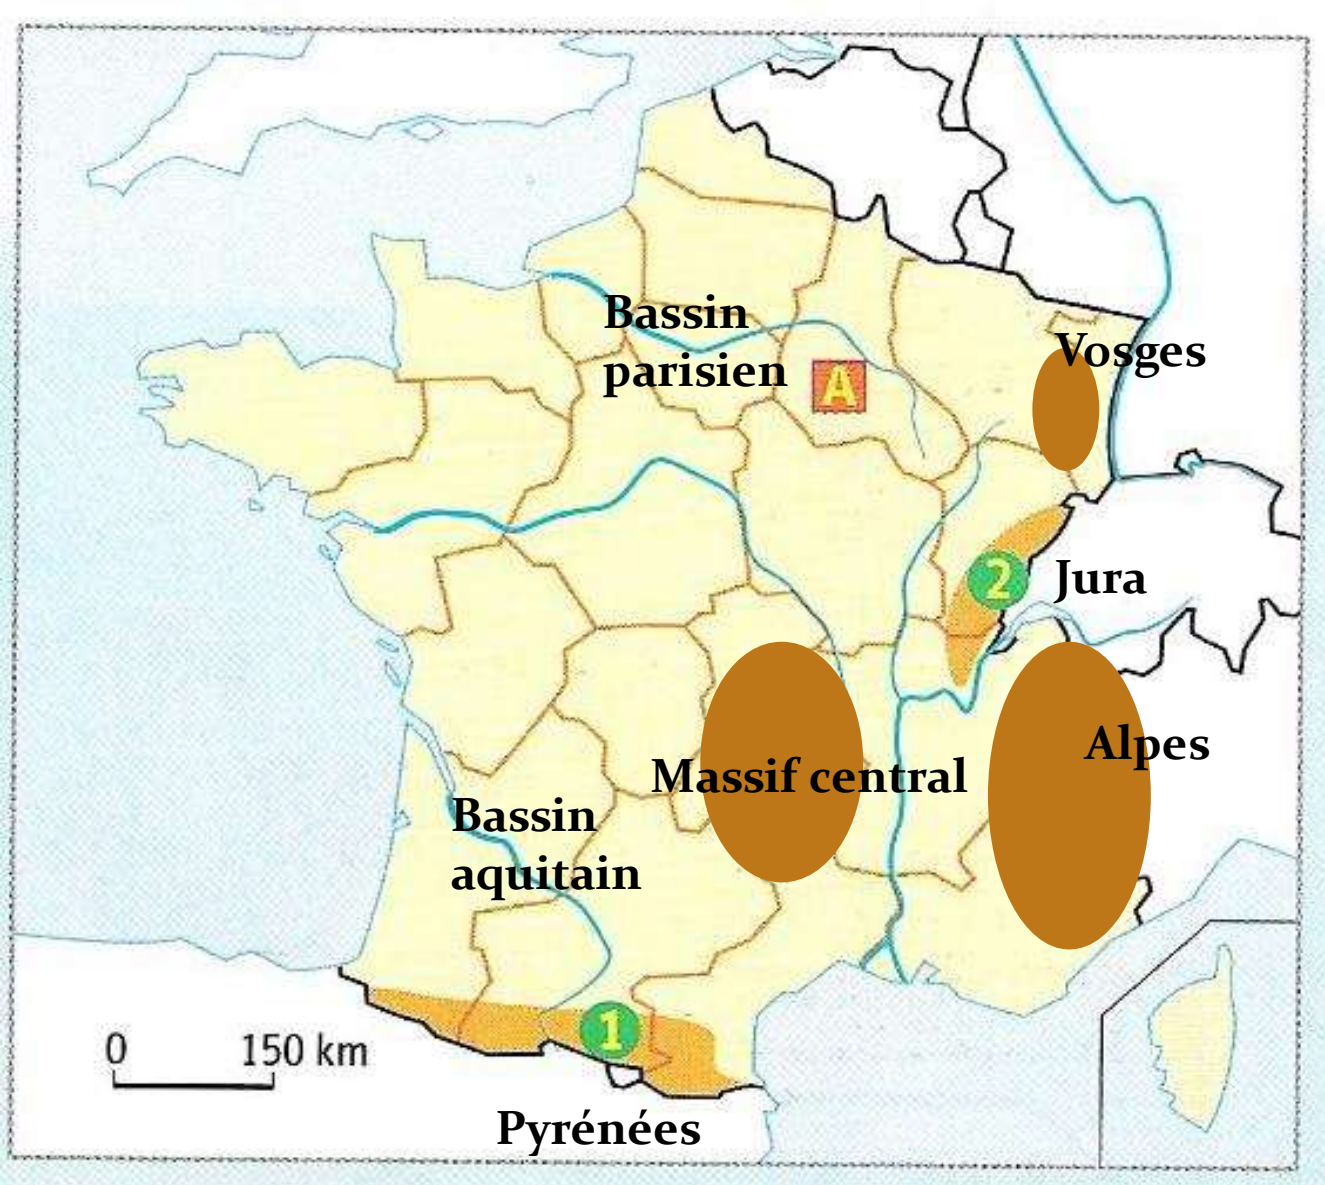 Bassin
parisien
Vosges
A
2
Jura
Alpes
Massif central
Bassin
aquitain
1
0 150 km
Pyrénées